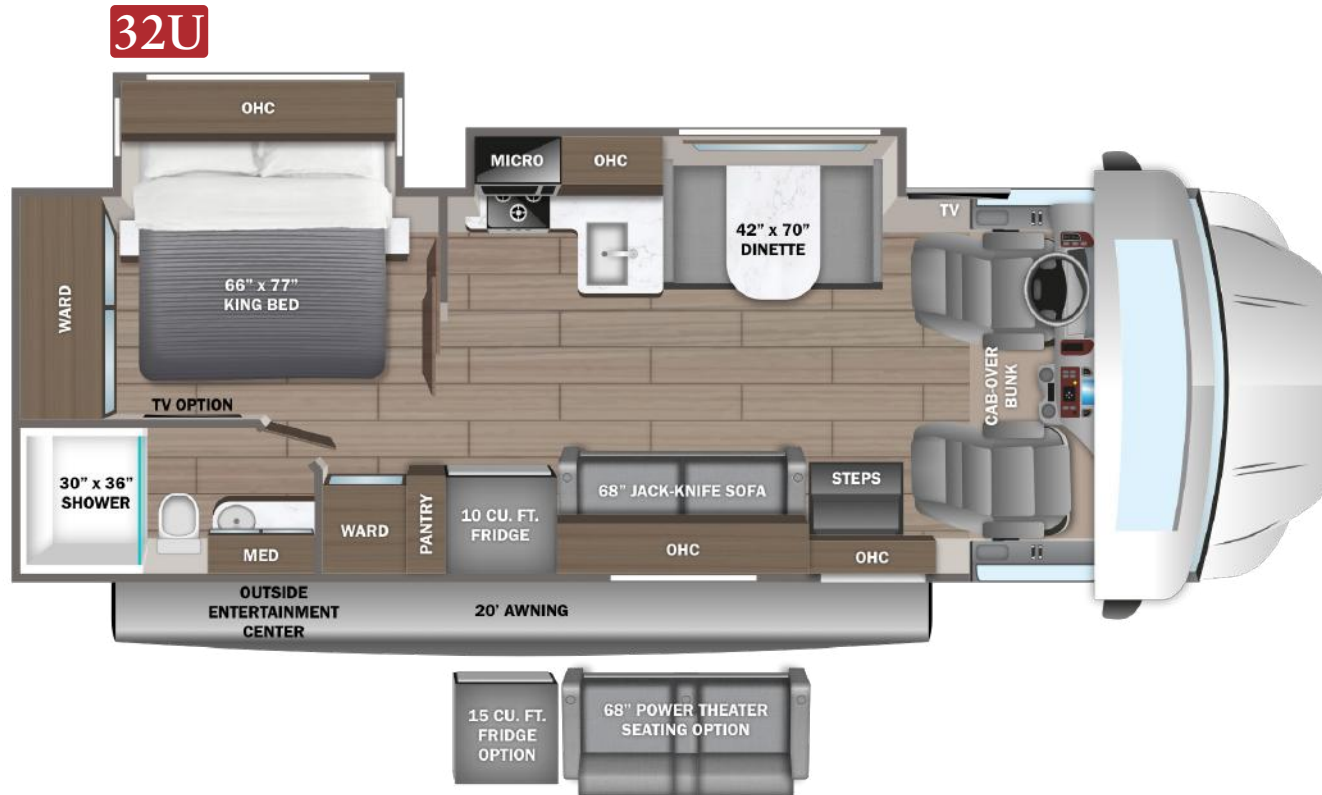 32U
OHC
MICRO
OHC
TV
42” x 70”
DINETTE
WARD
66” x 77”
KING BED
CAB-OVER
BUNK
TV OPTION
30” x 36”
SHOWER
MED
WARD
PANTRY
10 CU. FT.
FRIDGE
68” JACK-KNIFE SOFA
OHC
STEPS
OHC
OUTSIDE
ENTERTAINMENT
CENTER
20’ AWNING
15 CU. FT.
FRIDGE
OPTION
68” POWER THEATER
SEATING OPTION